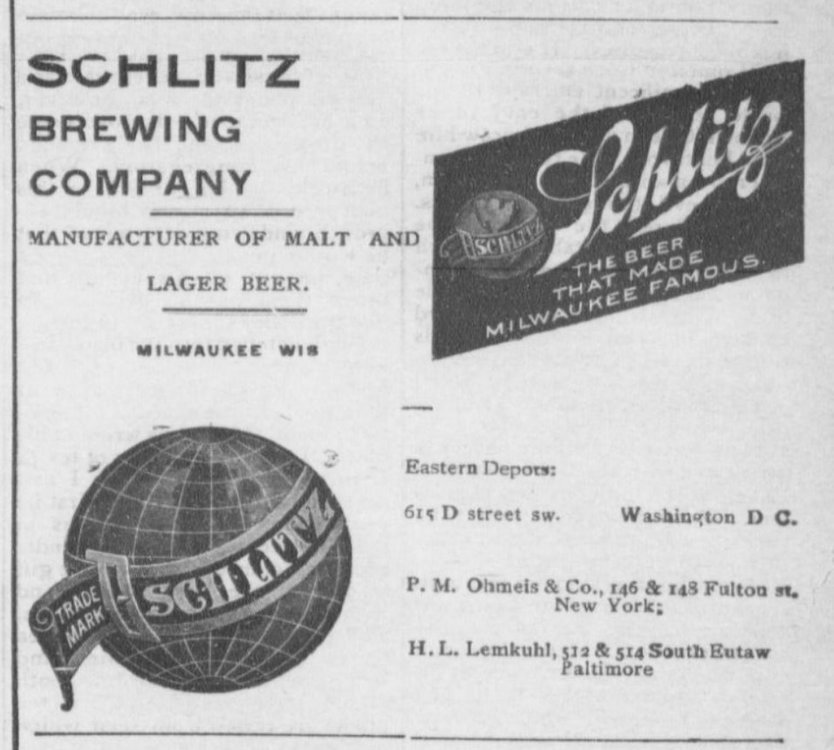 SCHLITZ
BREWING
COMPANY
MANUFACTURER OF MALT AND
LAGER BEER.
MILWAUKEE WIS
Schlitz
SCHLITZ
THE BEER
THAT MADE
MILWAUKEE FAMOUS.
SCHLITZ
TRADE
MARK
Eastern Depots:
615 D street sw. Washington D C.
P. M. Ohmeis & Co., 146 & 148 Fulton st.
New York;
H. L. Lemkuhl, 512 & 514 South Eutaw
Paltimore